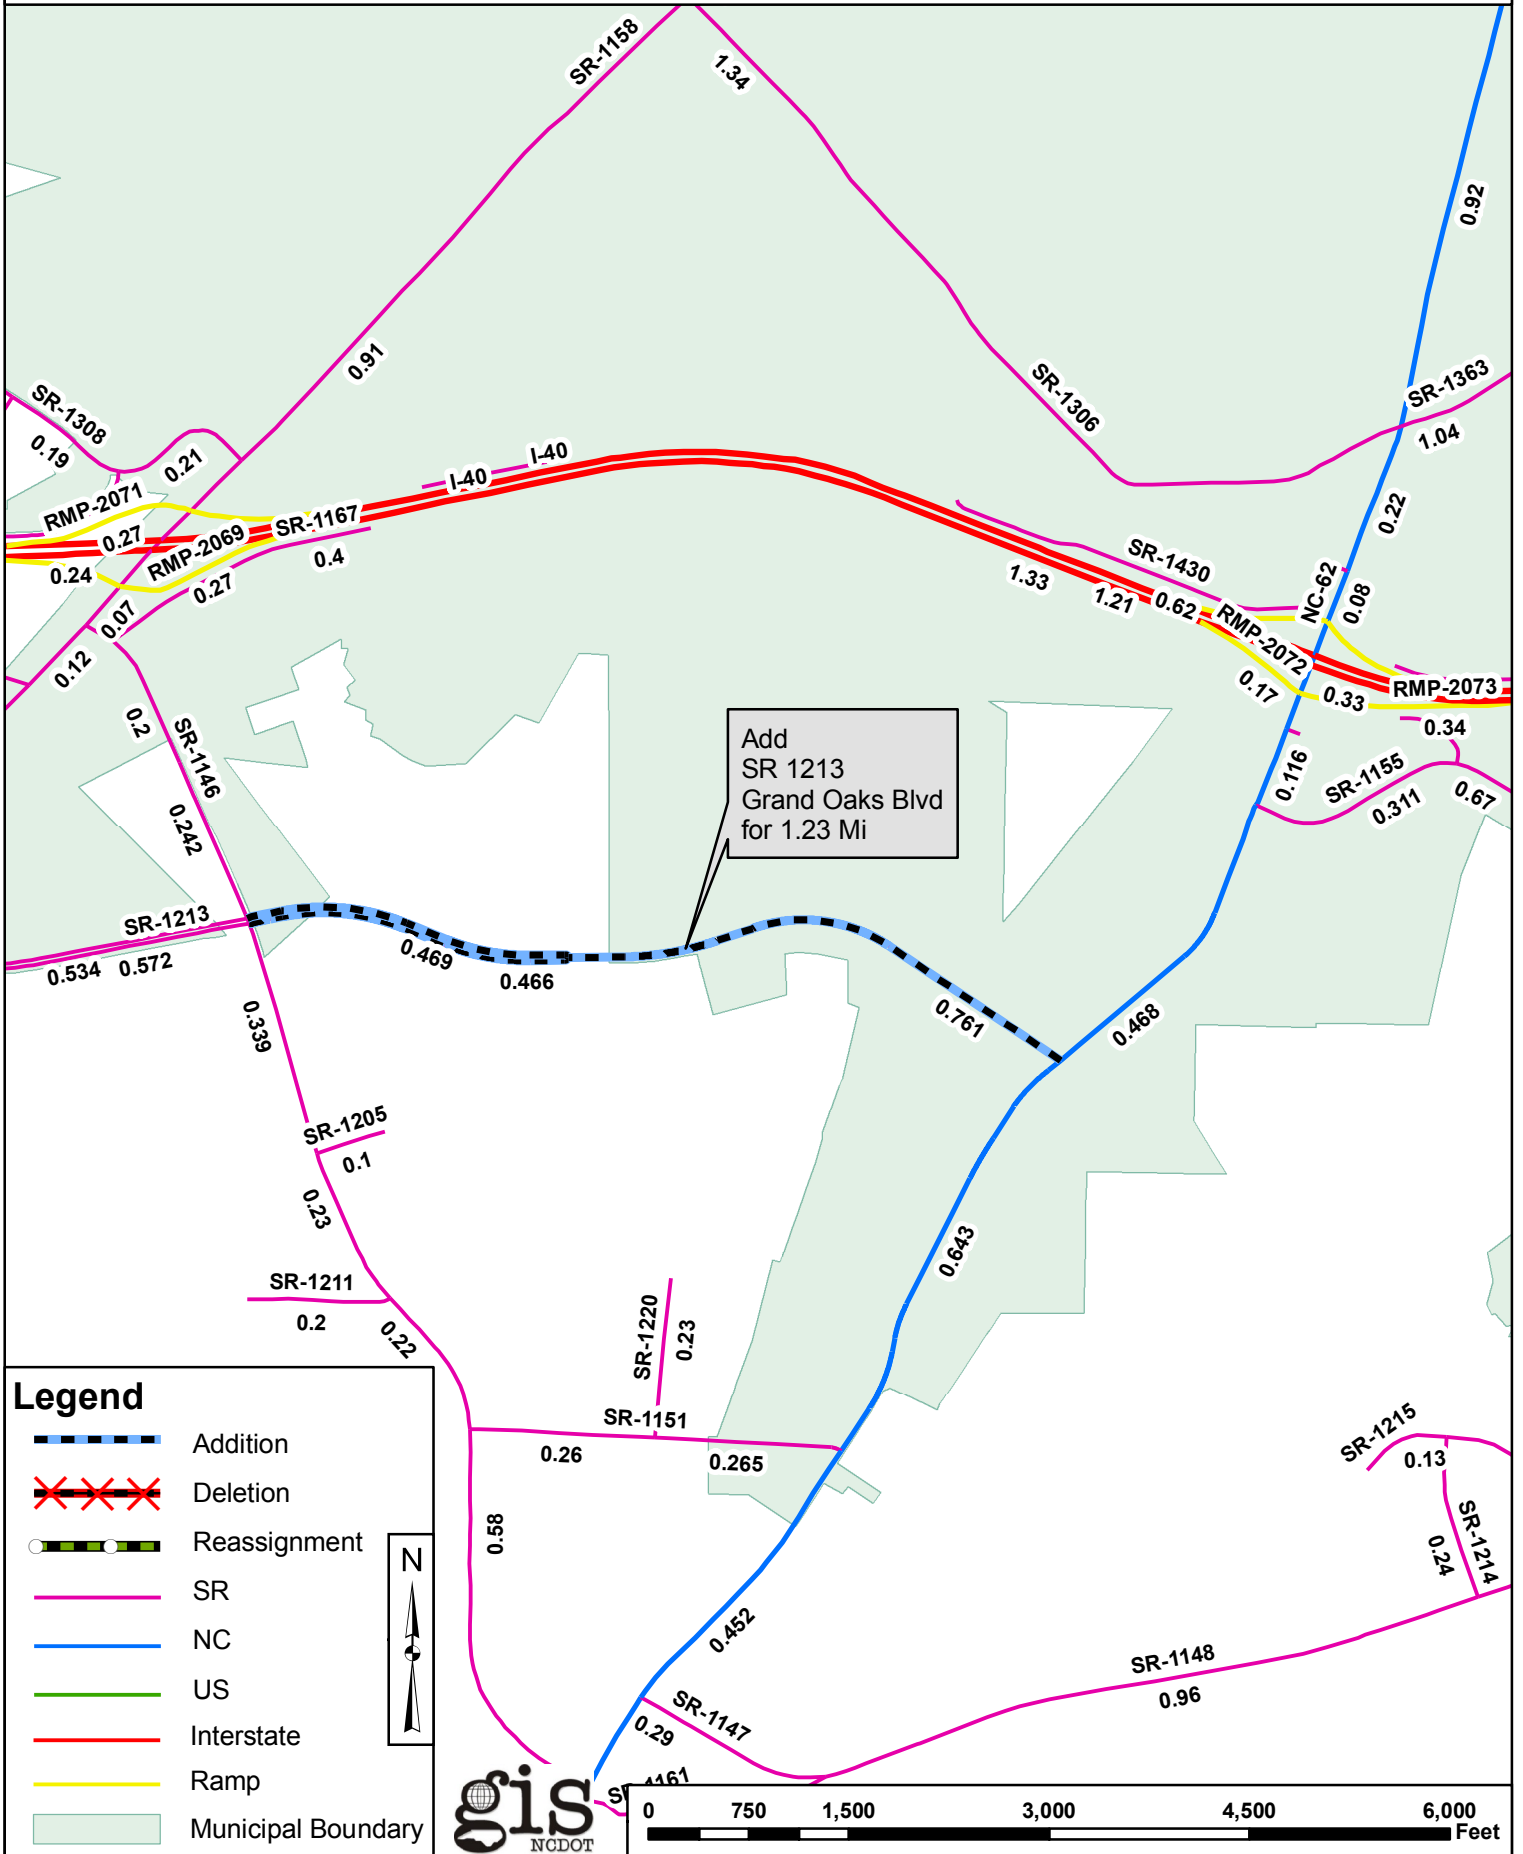 SR-1158
1.34
0.92
0.91
SR-1308
0.19
0.21
SR-1306
SR-1363
1.04
I-40
I-40
RMP-2071
0.27
SR-1167
RMP-2069
0.24
0.27
0.4
0.07
0.12
0.22
SR-1430
NC-62
0.08
1.33
1.21
0.62
RMP-2072
0.17
0.33
RMP-2073
0.34
0.116
SR-1155
0.311
0.67
0.2
SR-1146
0.242
Add
SR 1213
Grand Oaks Blvd
for 1.23 Mi
SR-1213
0.534
0.572
0.469
0.466
0.761
0.468
0.339
SR-1205
0.1
0.23
SR-1211
0.2
0.22
SR-1220
0.23
0.643
SR-1151
0.26
0.265
0.58
SR-1215
0.13
SR-1214
0.24
0.452
SR-1148
0.96
SR-1147
0.29
Legend
Addition
Deletion
Reassignment
SR
NC
US
Interstate
Ramp
Municipal Boundary
N
gis
NCDOT
SR-1161
0 750 1,500 3,000 4,500 6,000
Feet